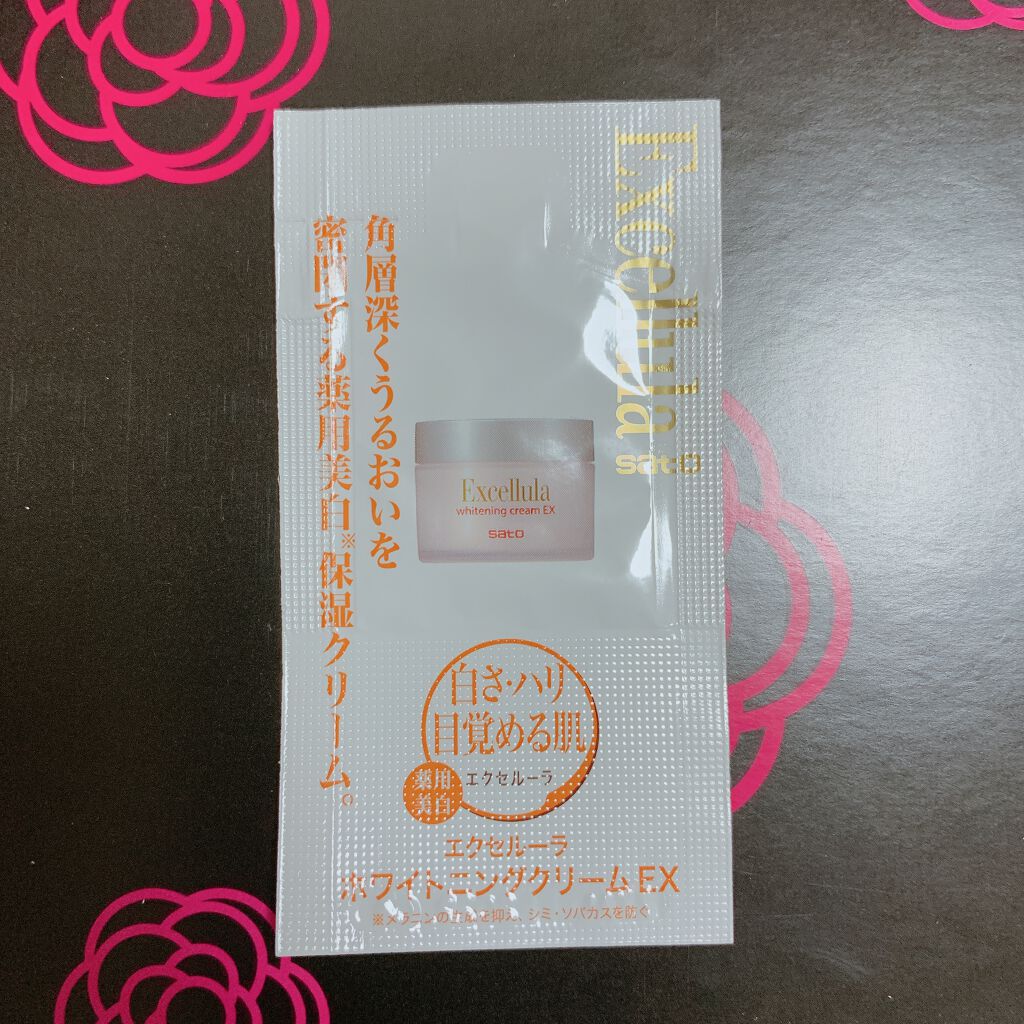 Excellula
sato
角層深くうるおいを
密閉する薬用美白※保湿クリーム。
Excellula
whitening cream EX
sato
白さ・ハリ
目覚める肌
エクセルーラ
薬用
美白
エクセルーラ
ホワイトニングクリームEX
※メラニンの生成を抑え、シミ・ソバカスを防ぐ